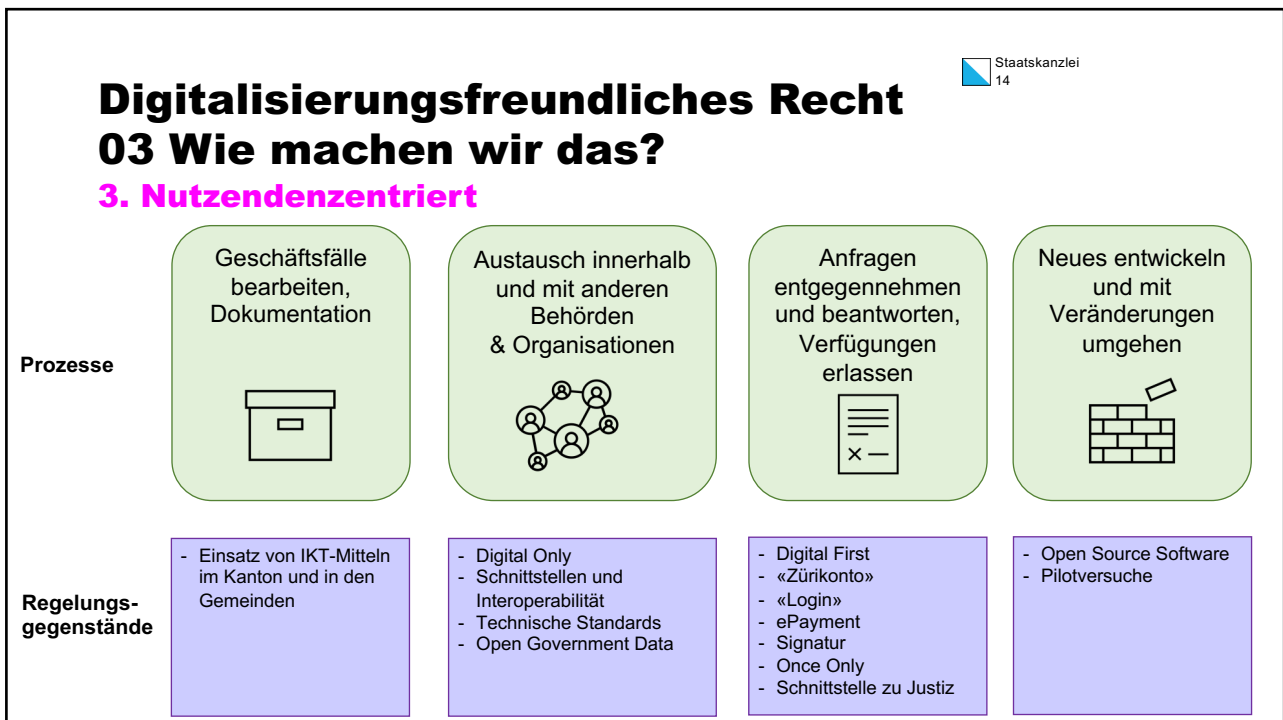 Staatskanzlei
14
Digitalisierungsfreundliches Recht
03 Wie machen wir das?
3. Nutzendenzentriert
Prozesse
Geschäftsfälle
bearbeiten,
Dokumentation
Austausch innerhalb
und mit anderen
Behörden
& Organisationen
Anfragen
entgegennehmen
und beantworten,
Verfügungen
erlassen
Neues entwickeln
und mit
Veränderungen
umgehen
Regelungs-
gegenstände
- Einsatz von IKT-Mitteln
im Kanton und in den
Gemeinden
- Digital Only
- Schnittstellen und
Interoperabilität
- Technische Standards
- Open Government Data
- Digital First
- «Zürikonto»
- «Login»
- ePayment
- Signatur
- Once Only
- Schnittstelle zu Justiz
- Open Source Software
- Pilotversuche